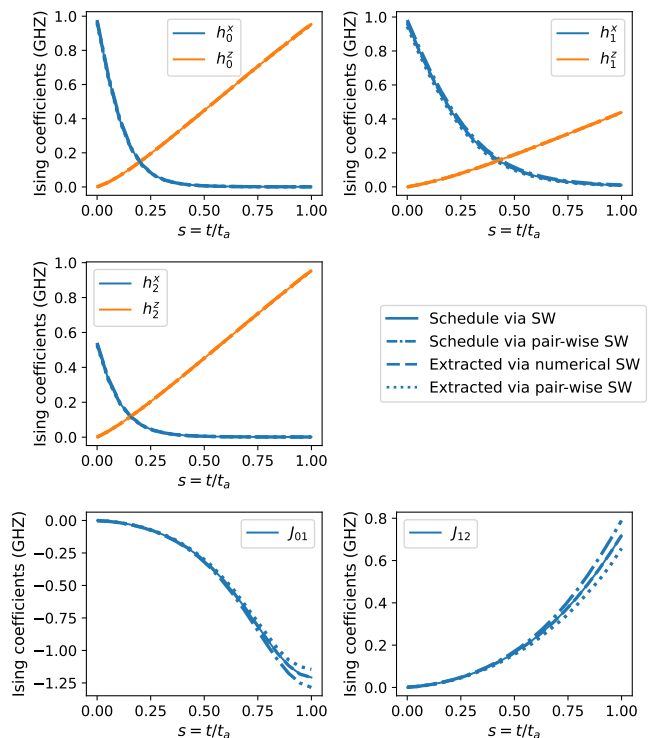 Ising coefficients (GHZ)
1.0
0.8
0.6
0.4
0.2
0.0
h_0^x
h_0^z
0.00 0.25 0.50 0.75 1.00
s = t/t_a
Ising coefficients (GHZ)
1.0
0.8
0.6
0.4
0.2
0.0
h_1^x
h_1^z
0.00 0.25 0.50 0.75 1.00
s = t/t_a
Ising coefficients (GHZ)
1.0
0.8
0.6
0.4
0.2
0.0
h_2^x
h_2^z
0.00 0.25 0.50 0.75 1.00
s = t/t_a
Schedule via SW
Schedule via pair-wise SW
Extracted via numerical SW
Extracted via pair-wise SW
Ising coefficients (GHZ)
0.00
−0.25
−0.50
−0.75
−1.00
−1.25
J_{01}
0.00 0.25 0.50 0.75 1.00
s = t/t_a
Ising coefficients (GHZ)
0.8
0.6
0.4
0.2
0.0
J_{12}
0.00 0.25 0.50 0.75 1.00
s = t/t_a